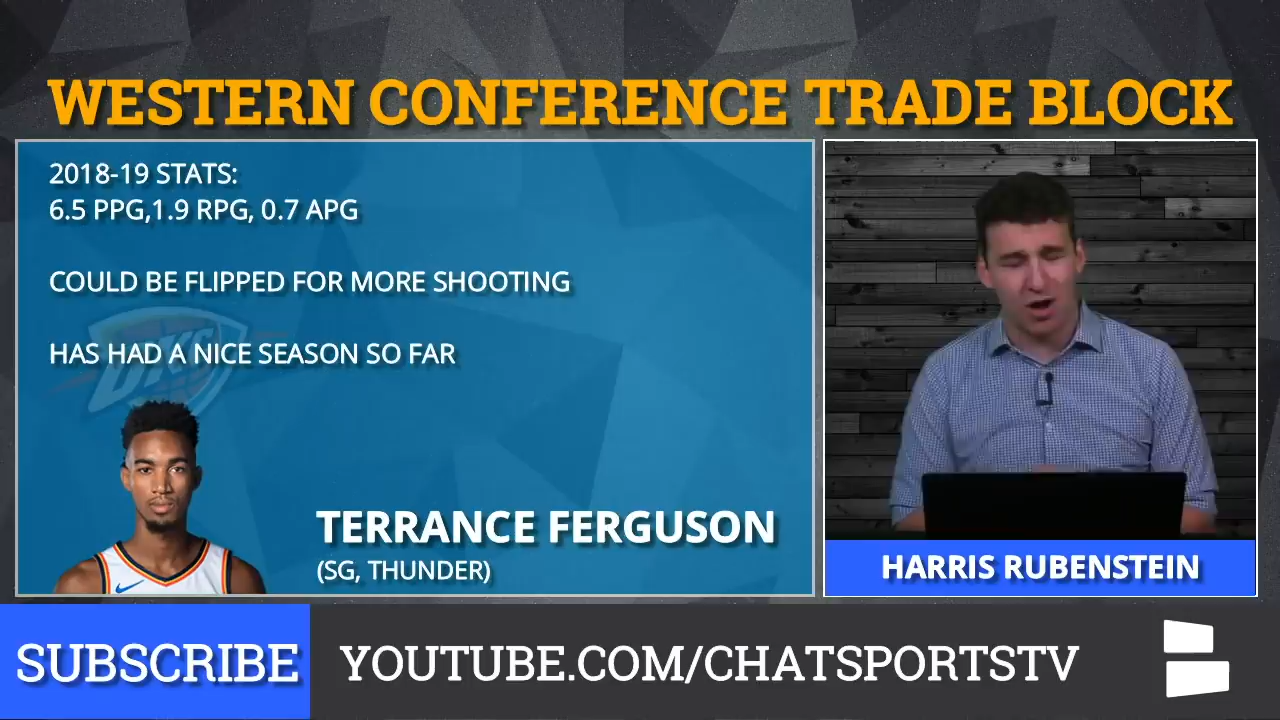 WESTERN CONFERENCE TRADE BLOCK
2018-19 STATS:
6.5 PPG,1.9 RPG, 0.7 APG
COULD BE FLIPPED FOR MORE SHOOTING
HAS HAD A NICE SEASON SO FAR
TERRANCE FERGUSON
(SG, THUNDER)
HARRIS RUBENSTEIN
SUBSCRIBE
YOUTUBE.COM/CHATSPORTSTV